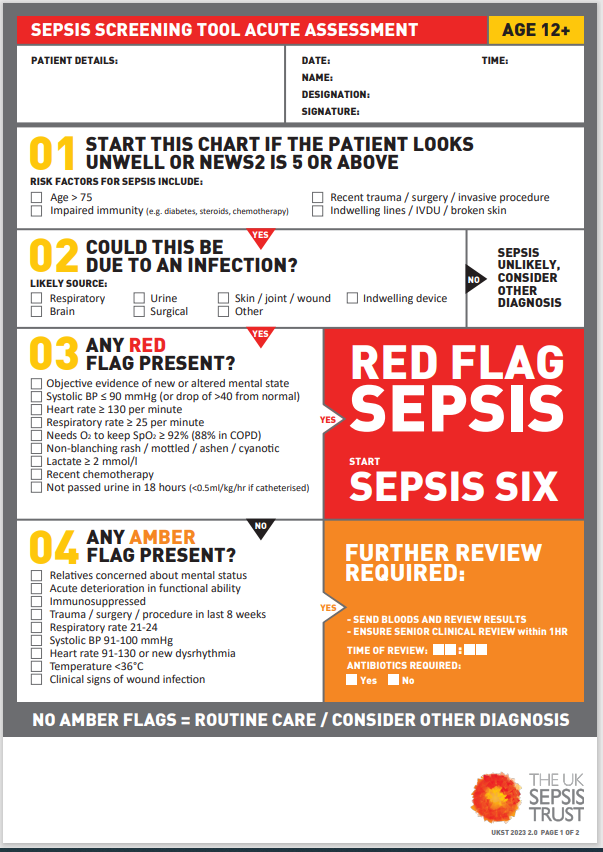 SEPSIS SCREENING TOOL ACUTE ASSESSMENT
AGE 12+
PATIENT DETAILS:
DATE:
TIME:
NAME:
DESIGNATION:
SIGNATURE:
01
START THIS CHART IF THE PATIENT LOOKS
UNWELL OR NEWS2 IS 5 OR ABOVE
RISK FACTORS FOR SEPSIS INCLUDE:
Age > 75
Impaired immunity (e.g. diabetes, steroids, chemotherapy)
Recent trauma / surgery / invasive procedure
Indwelling lines / IVDU / broken skin
YES
02
COULD THIS BE
DUE TO AN INFECTION?
LIKELY SOURCE:
Respiratory
Urine
Skin / joint / wound
Indwelling device
Brain
Surgical
Other
NO
SEPSIS
UNLIKELY,
CONSIDER
OTHER
DIAGNOSIS
YES
03
ANY RED
FLAG PRESENT?
Objective evidence of new or altered mental state
Systolic BP ≤ 90 mmHg (or drop of >40 from normal)
Heart rate ≥ 130 per minute
Respiratory rate ≥ 25 per minute
Needs O₂ to keep SpO₂ ≥ 92% (88% in COPD)
Non-blanching rash / mottled / ashen / cyanotic
Lactate ≥ 2 mmol/l
Recent chemotherapy
Not passed urine in 18 hours (<0.5ml/kg/hr if catheterised)
YES
RED FLAG
SEPSIS
START
SEPSIS SIX
NO
04
ANY AMBER
FLAG PRESENT?
Relatives concerned about mental status
Acute deterioration in functional ability
Immunosuppressed
Trauma / surgery / procedure in last 8 weeks
Respiratory rate 21-24
Systolic BP 91-100 mmHg
Heart rate 91-130 or new dysrhythmia
Temperature <36°C
Clinical signs of wound infection
YES
FURTHER REVIEW
REQUIRED:
- SEND BLOODS AND REVIEW RESULTS
- ENSURE SENIOR CLINICAL REVIEW within 1HR
TIME OF REVIEW: :
ANTIBIOTICS REQUIRED:
Yes No
NO AMBER FLAGS = ROUTINE CARE / CONSIDER OTHER DIAGNOSIS
THE UK
SEPSIS
TRUST
UKST 2023 2.0 PAGE 1 OF 2